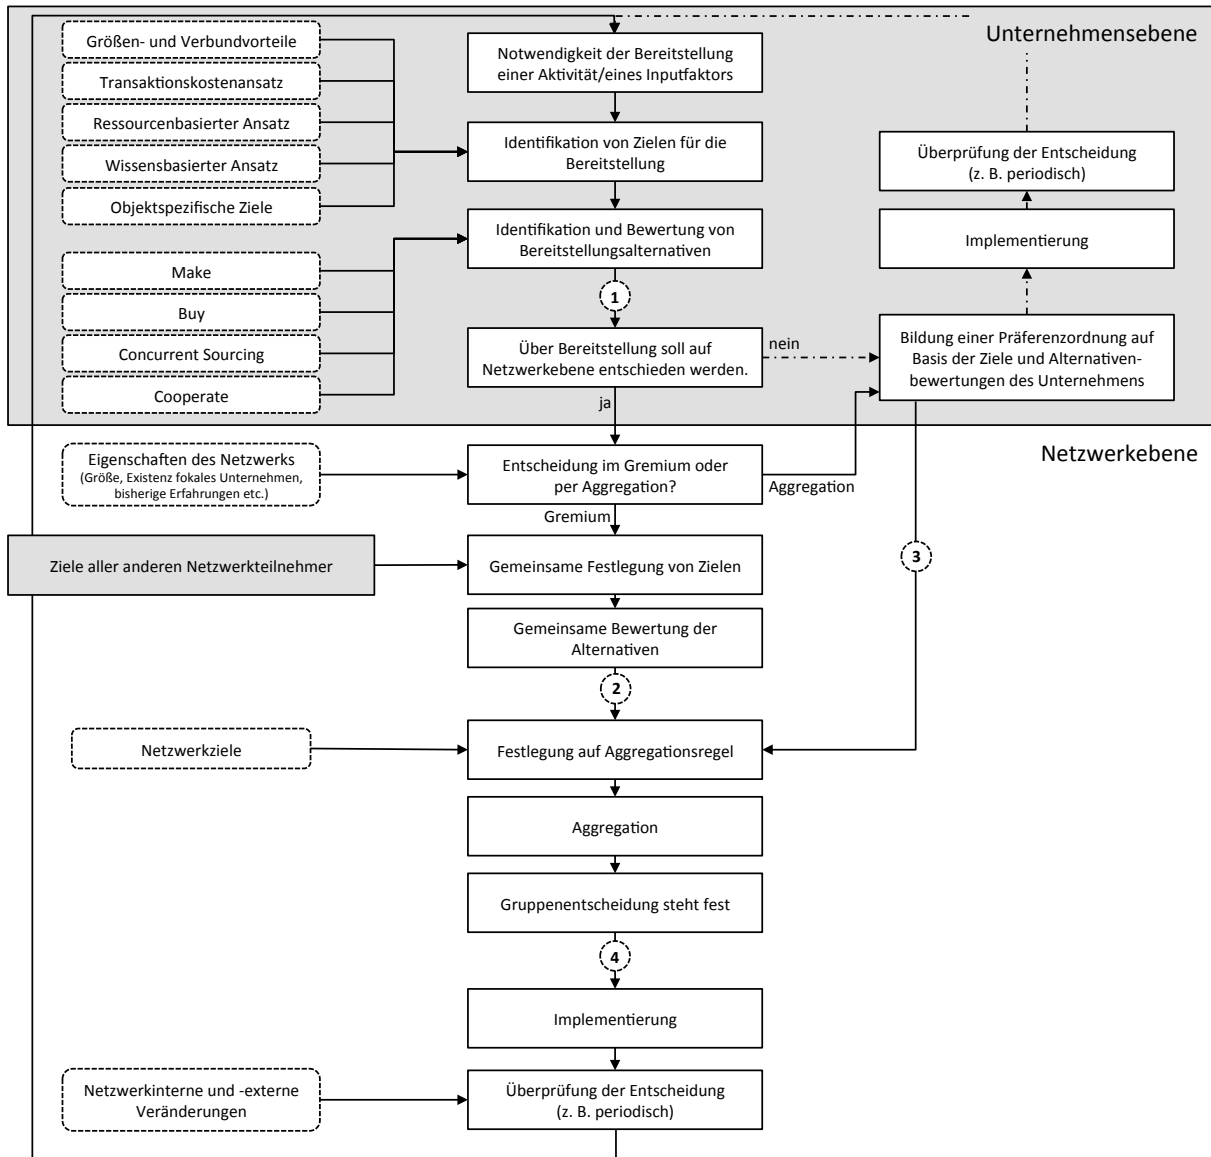 Unternehmensebene
Größen- und Verbundvorteile
Transaktionskostenansatz
Ressourcenbasierter Ansatz
Wissensbasierter Ansatz
Objektspezifische Ziele
Make
Buy
Concurrent Sourcing
Cooperate
Notwendigkeit der Bereitstellung
einer Aktivität/eines Inputfaktors
Identifikation von Zielen für die
Bereitstellung
Identifikation und Bewertung von
Bereitstellungsalternativen
1
Über Bereitstellung soll auf
Netzwerkebene entschieden werden.
nein
ja
Überprüfung der Entscheidung
(z. B. periodisch)
Implementierung
Bildung einer Präferenzordnung auf
Basis der Ziele und Alternativen-
bewertungen des Unternehmens
Netzwerkebene
Eigenschaften des Netzwerks
(Größe, Existenz fokales Unternehmen,
bisherige Erfahrungen etc.)
Entscheidung im Gremium oder
per Aggregation?
Aggregation
Gremium
3
Ziele aller anderen Netzwerkteilnehmer
Gemeinsame Festlegung von Zielen
Gemeinsame Bewertung der
Alternativen
2
Netzwerkziele
Festlegung auf Aggregationsregel
Aggregation
Gruppenentscheidung steht fest
4
Implementierung
Netzwerkinterne und -externe
Veränderungen
Überprüfung der Entscheidung
(z. B. periodisch)